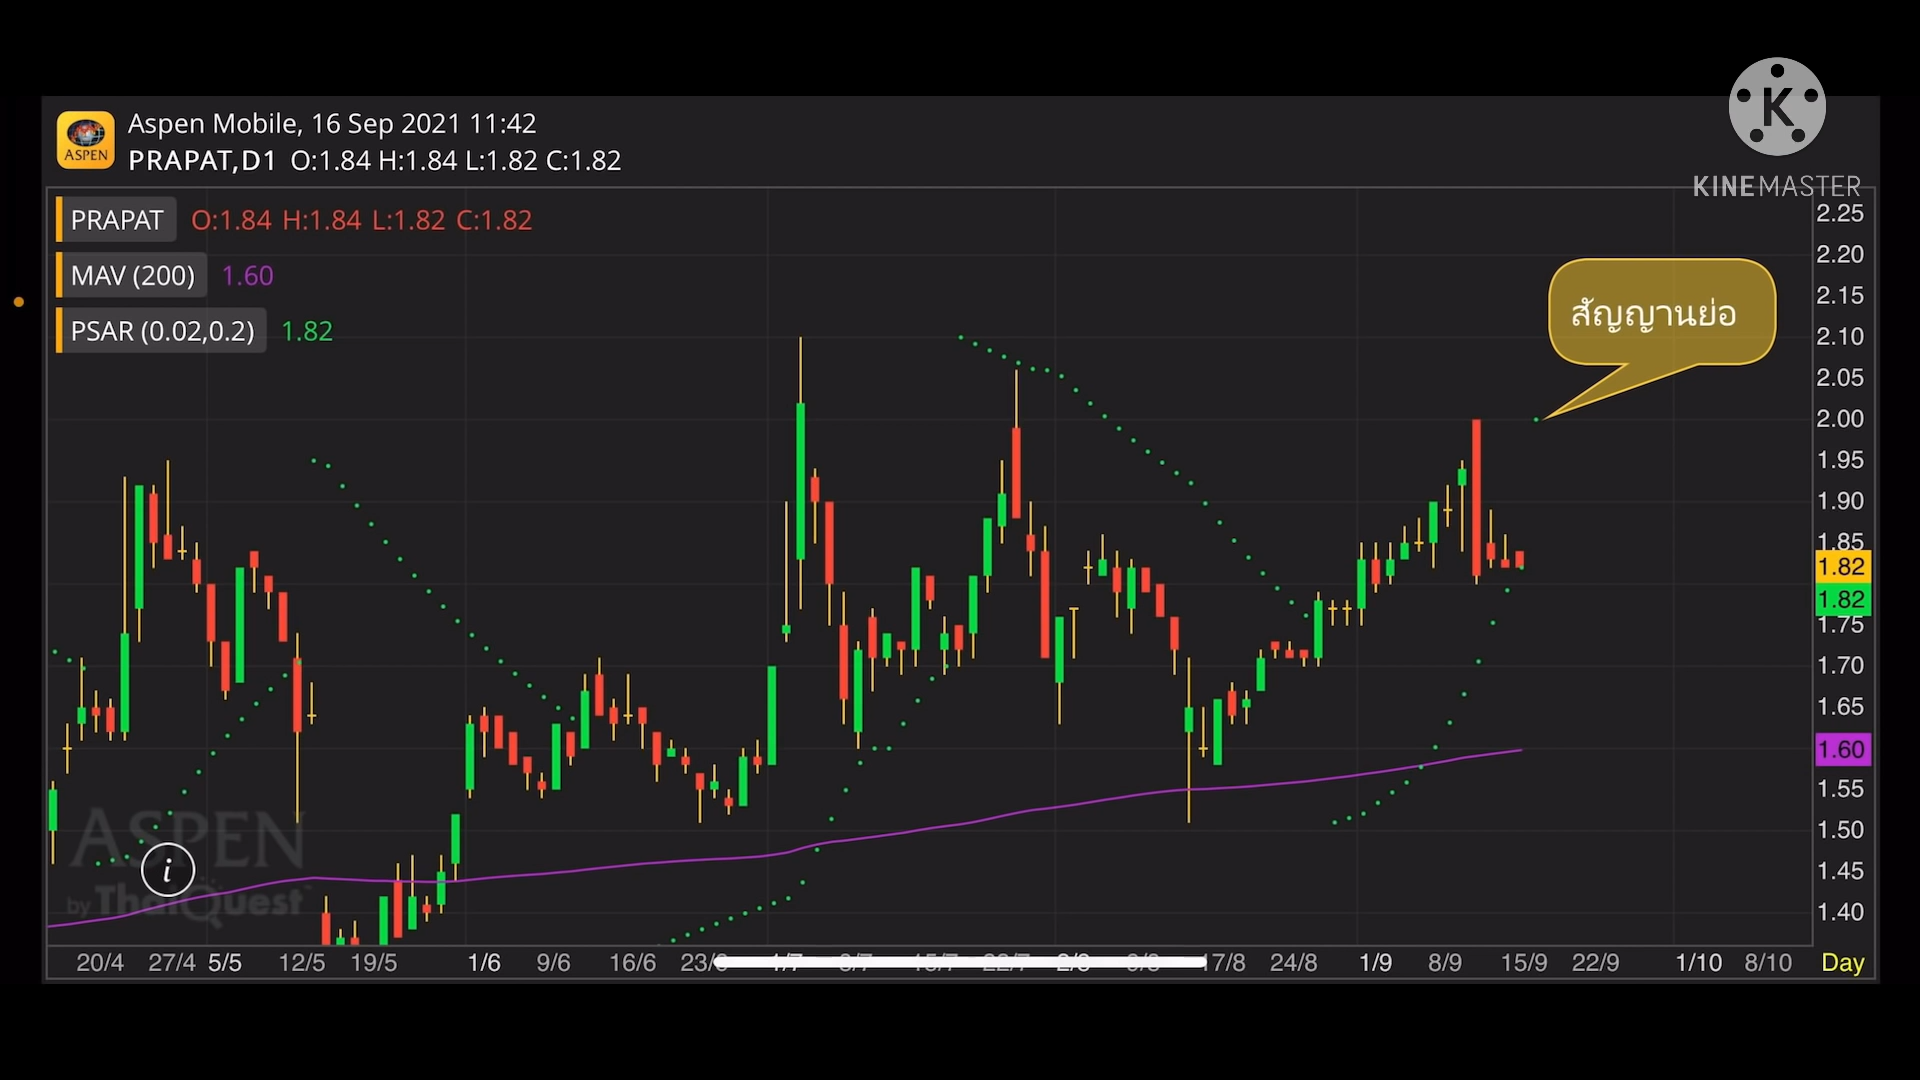 Aspen Mobile, 16 Sep 2021 11:42
PRAPAT,D1 O:1.84 H:1.84 L:1.82 C:1.82
ASPEN
K
KINEMASTER
PRAPAT O:1.84 H:1.84 L:1.82 C:1.82
MAV (200) 1.60
PSAR (0.02,0.2) 1.82
สัญญานย่อ
2.25
2.20
2.15
2.10
2.05
2.00
1.95
1.90
1.85
1.82
1.82
1.75
1.70
1.65
1.60
1.55
1.50
1.45
1.40
ASPEN
by ThaiQuest
i
20/4 27/4 5/5 12/5 19/5 1/6 9/6 16/6 17/8 24/8 1/9 8/9 15/9 22/9 1/10 8/10 Day